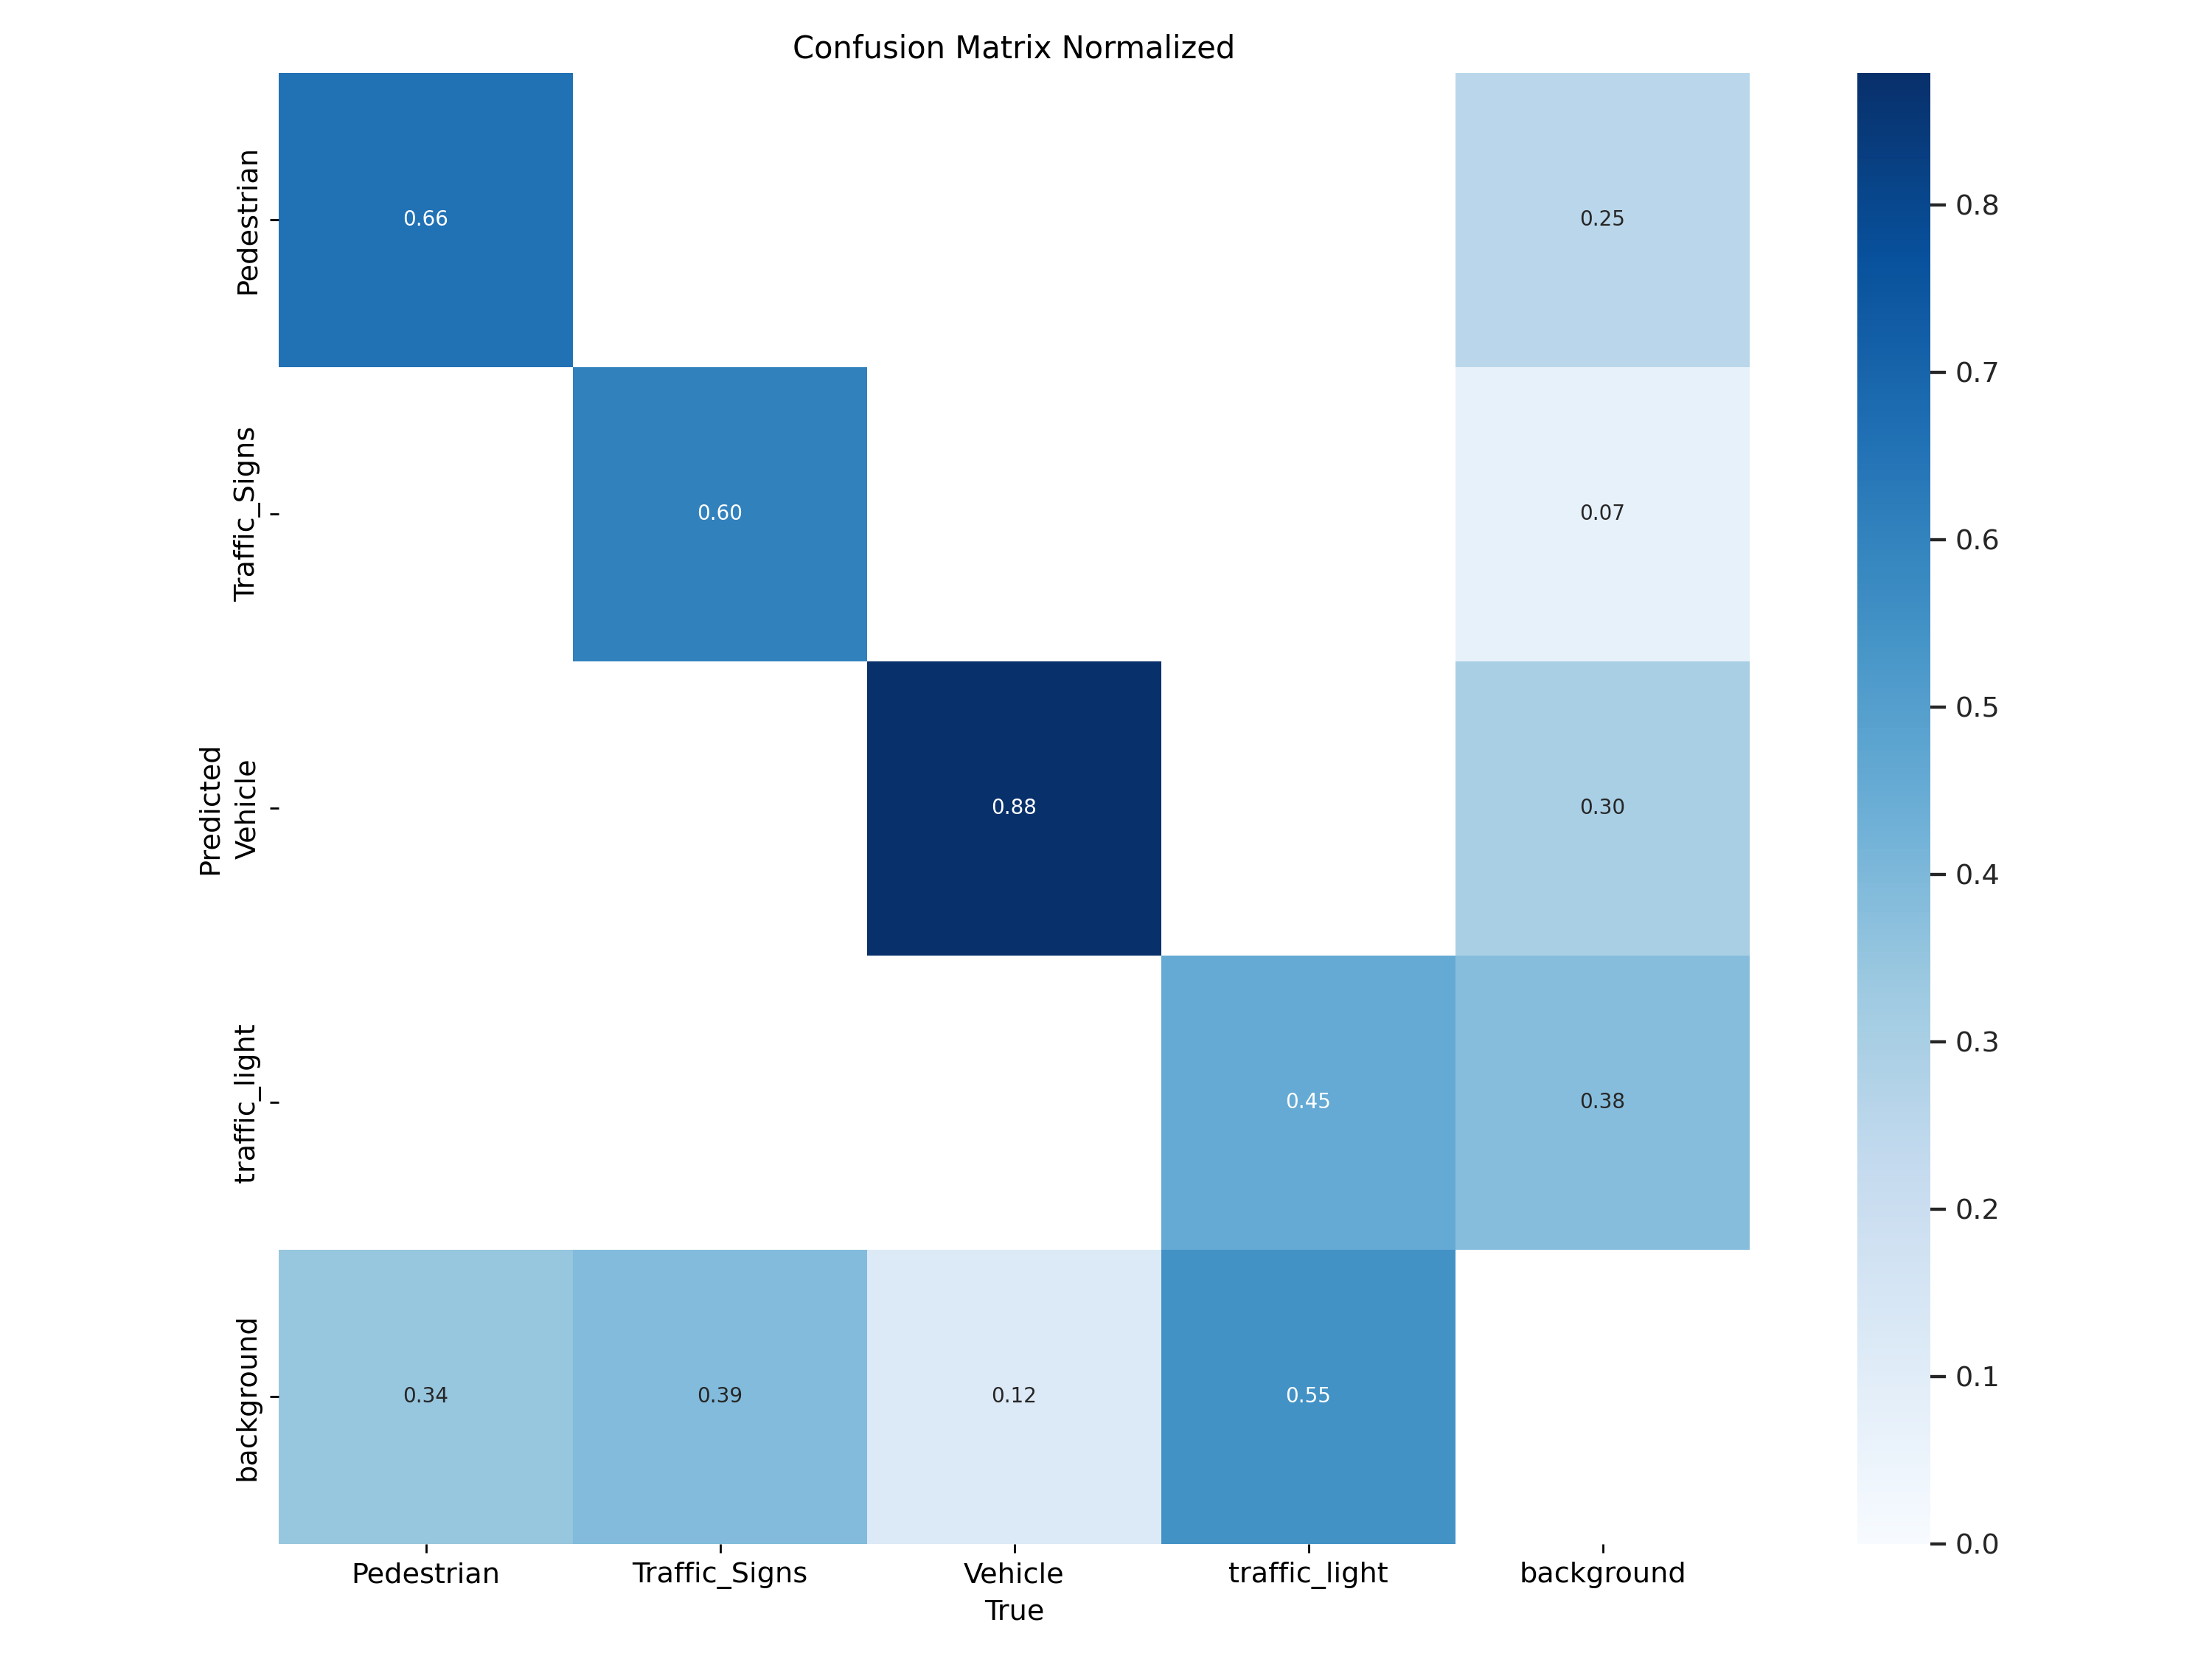 Confusion Matrix Normalized
Pedestrian
0.66
0.25
0.8
0.7
Traffic_Signs
0.60
0.07
0.6
0.5
Predicted
Vehicle
0.88
0.30
0.4
0.3
traffic_light
0.45
0.38
0.2
0.1
background
0.34
0.39
0.12
0.55
0.0
Pedestrian
Traffic_Signs
Vehicle
traffic_light
background
True